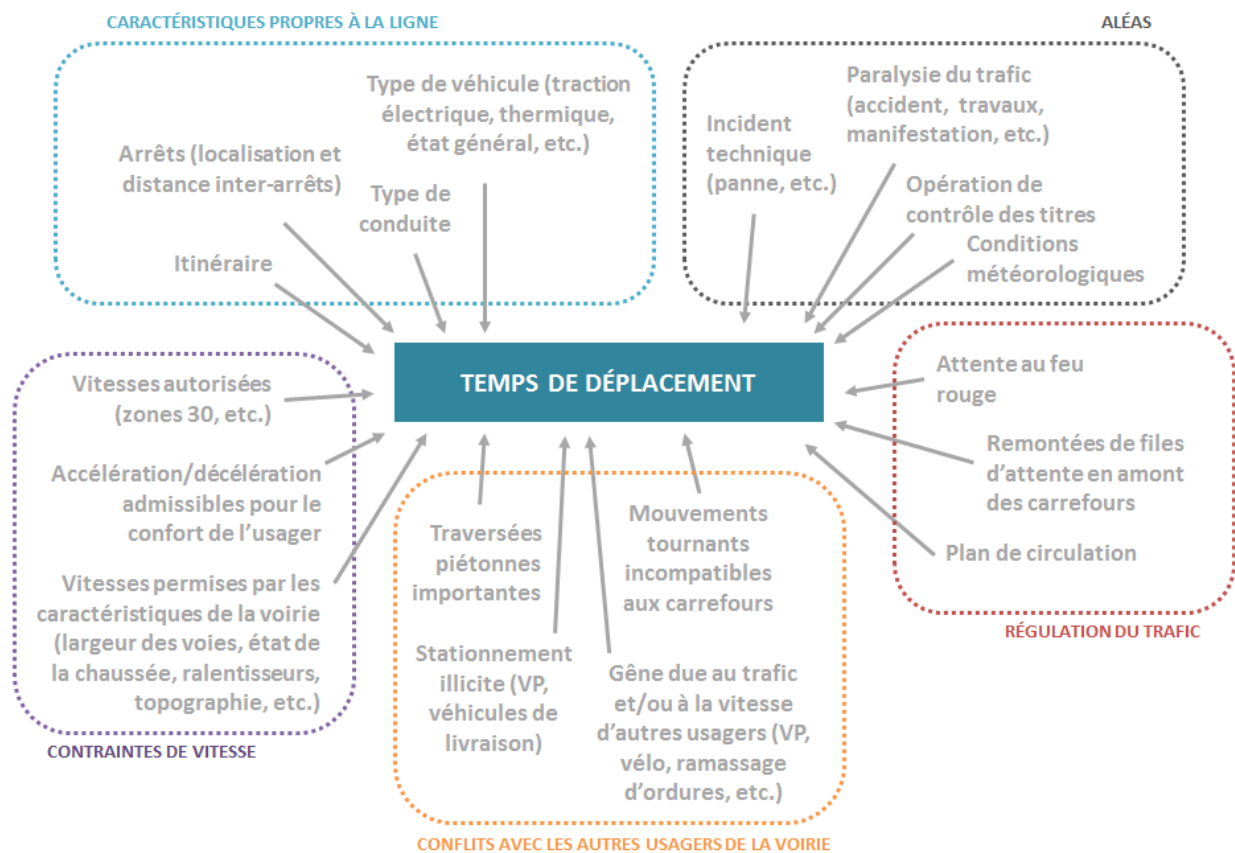 CARACTÉRISTIQUES PROPRES À LA LIGNE
Type de véhicule (traction
électrique, thermique,
état général, etc.)
Arrêts (localisation et
distance inter-arrêts)
Type de
conduite
Itinéraire
ALÉAS
Paralysie du trafic
(accident, travaux,
manifestation, etc.)
Incident
technique
(panne, etc.)
Opération de
contrôle des titres
Conditions
météorologiques
TEMPS DE DÉPLACEMENT
Vitesses autorisées
(zones 30, etc.)
Accélération/décélération
admissibles pour le
confort de l'usager
Vitesses permises par les
caractéristiques de la voirie
(largeur des voies, état de
la chaussée, ralentisseurs,
topographie, etc.)
CONTRAINTES DE VITESSE
Traversées
piétonnes
importantes
Mouvements
tournants
incompatibles
aux carrefours
Stationnement
illicite (VP,
véhicules de
livraison)
Gêne due au trafic
et/ou à la vitesse
d'autres usagers (VP,
vélo, ramassage
d'ordures, etc.)
CONFLITS AVEC LES AUTRES USAGERS DE LA VOIRIE
Attente au feu
rouge
Remontées de files
d'attente en amont
des carrefours
Plan de circulation
RÉGULATION DU TRAFIC